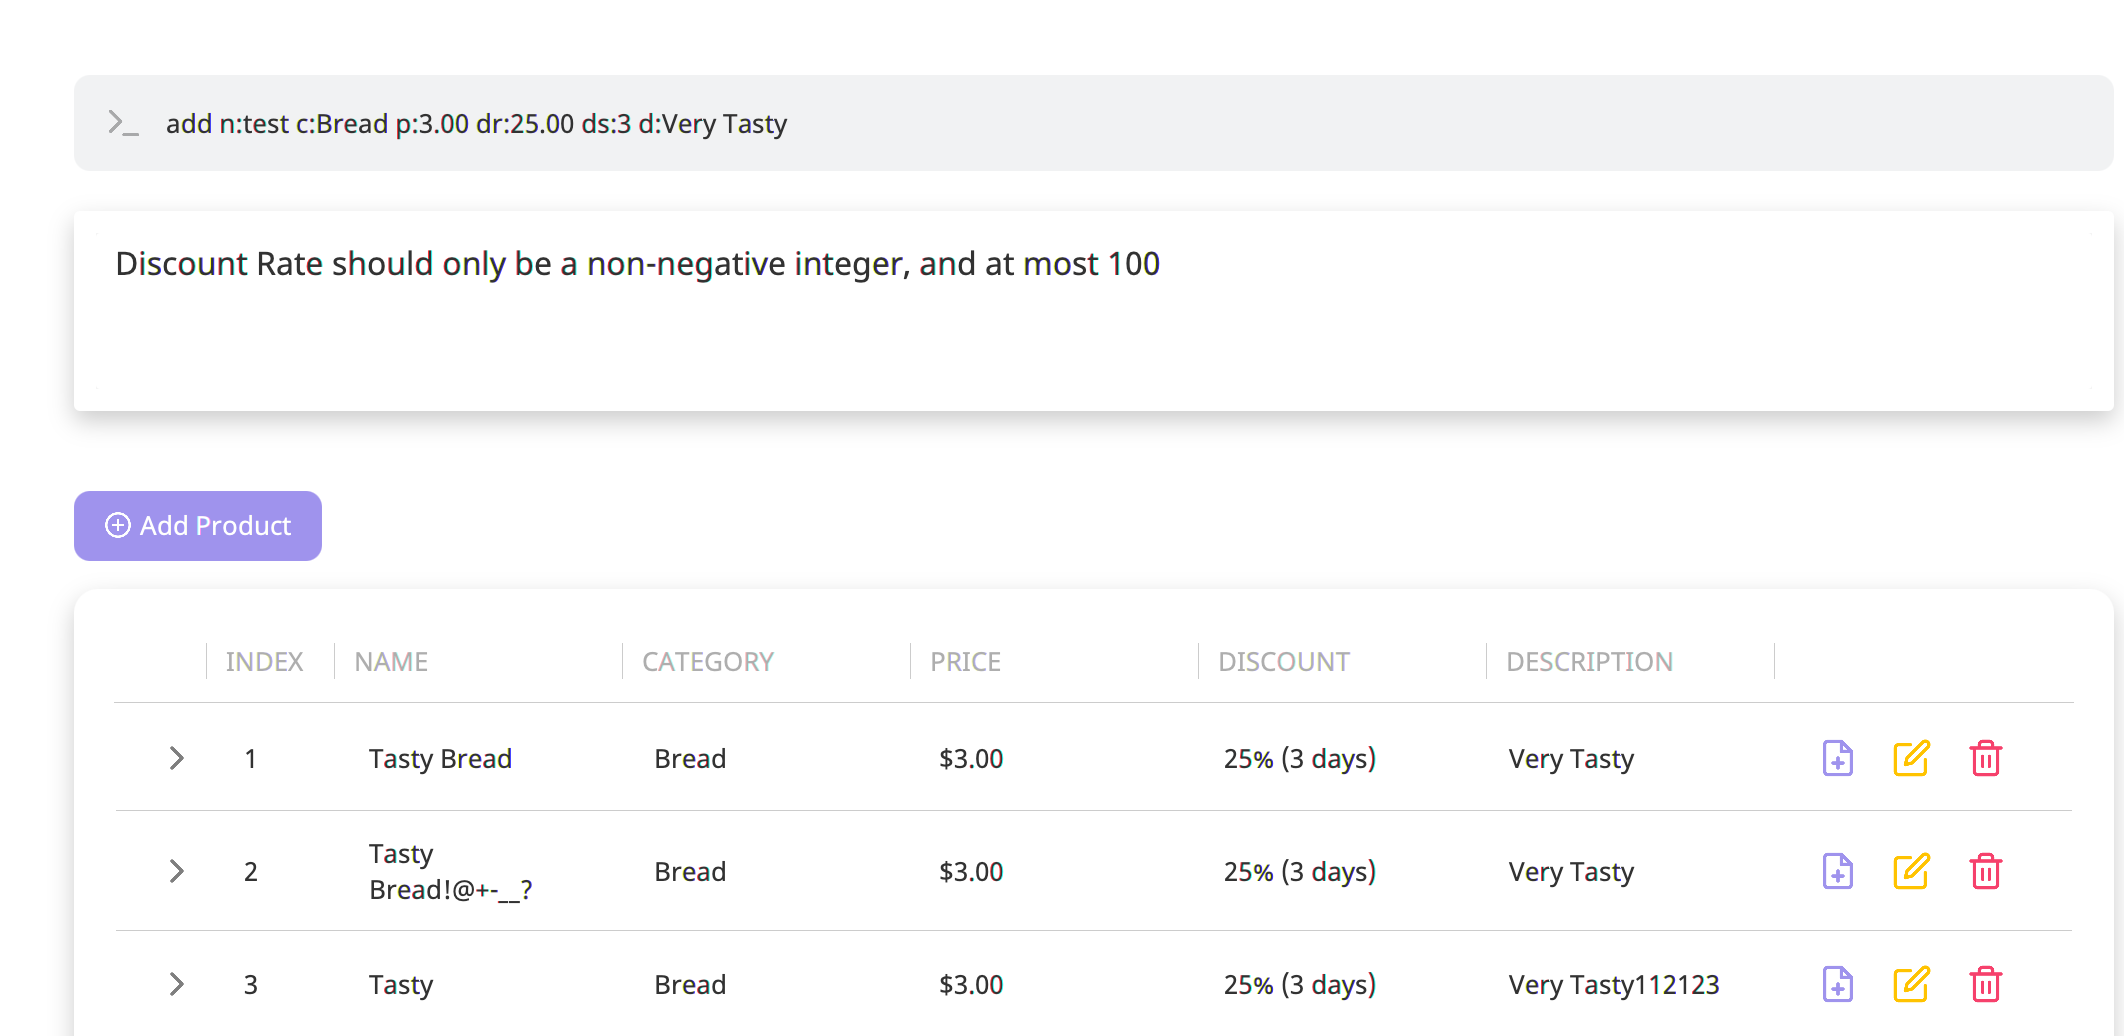 >_ add n:test c:Bread p:3.00 dr:25.00 ds:3 d:Very Tasty
Discount Rate should only be a non-negative integer, and at most 100
Add Product
INDEX NAME CATEGORY PRICE DISCOUNT DESCRIPTION
1 Tasty Bread Bread $3.00 25% (3 days) Very Tasty
2 Tasty Bread!@+-__? Bread $3.00 25% (3 days) Very Tasty
3 Tasty Bread $3.00 25% (3 days) Very Tasty112123